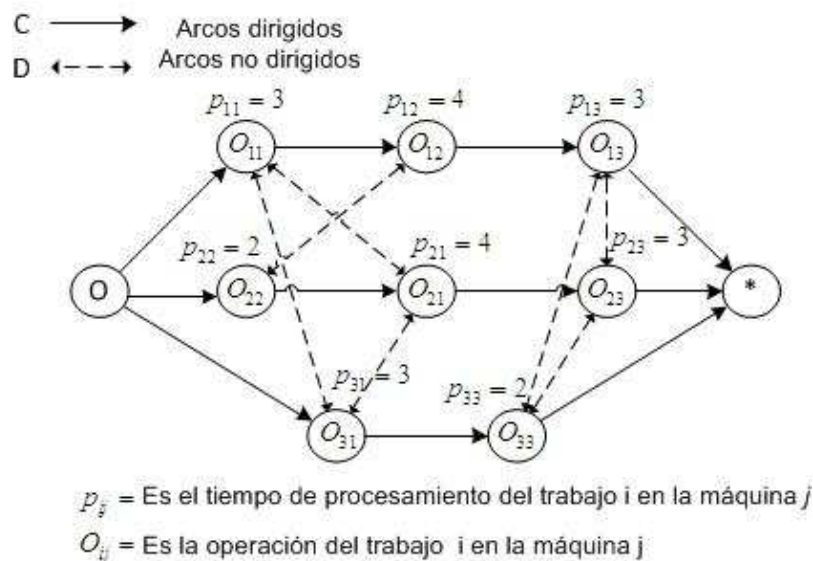 C Arcos dirigidos
D Arcos no dirigidos
p11 = 3 p12 = 4 p13 = 3
O11 O12 O13
p22 = 2 p21 = 4 p23 = 3
O O22 O21 O23 *
p31 = 3 p33 = 2
O31 O33
pij = Es el tiempo de procesamiento del trabajo i en la máquina j
Oij = Es la operación del trabajo i en la máquina j